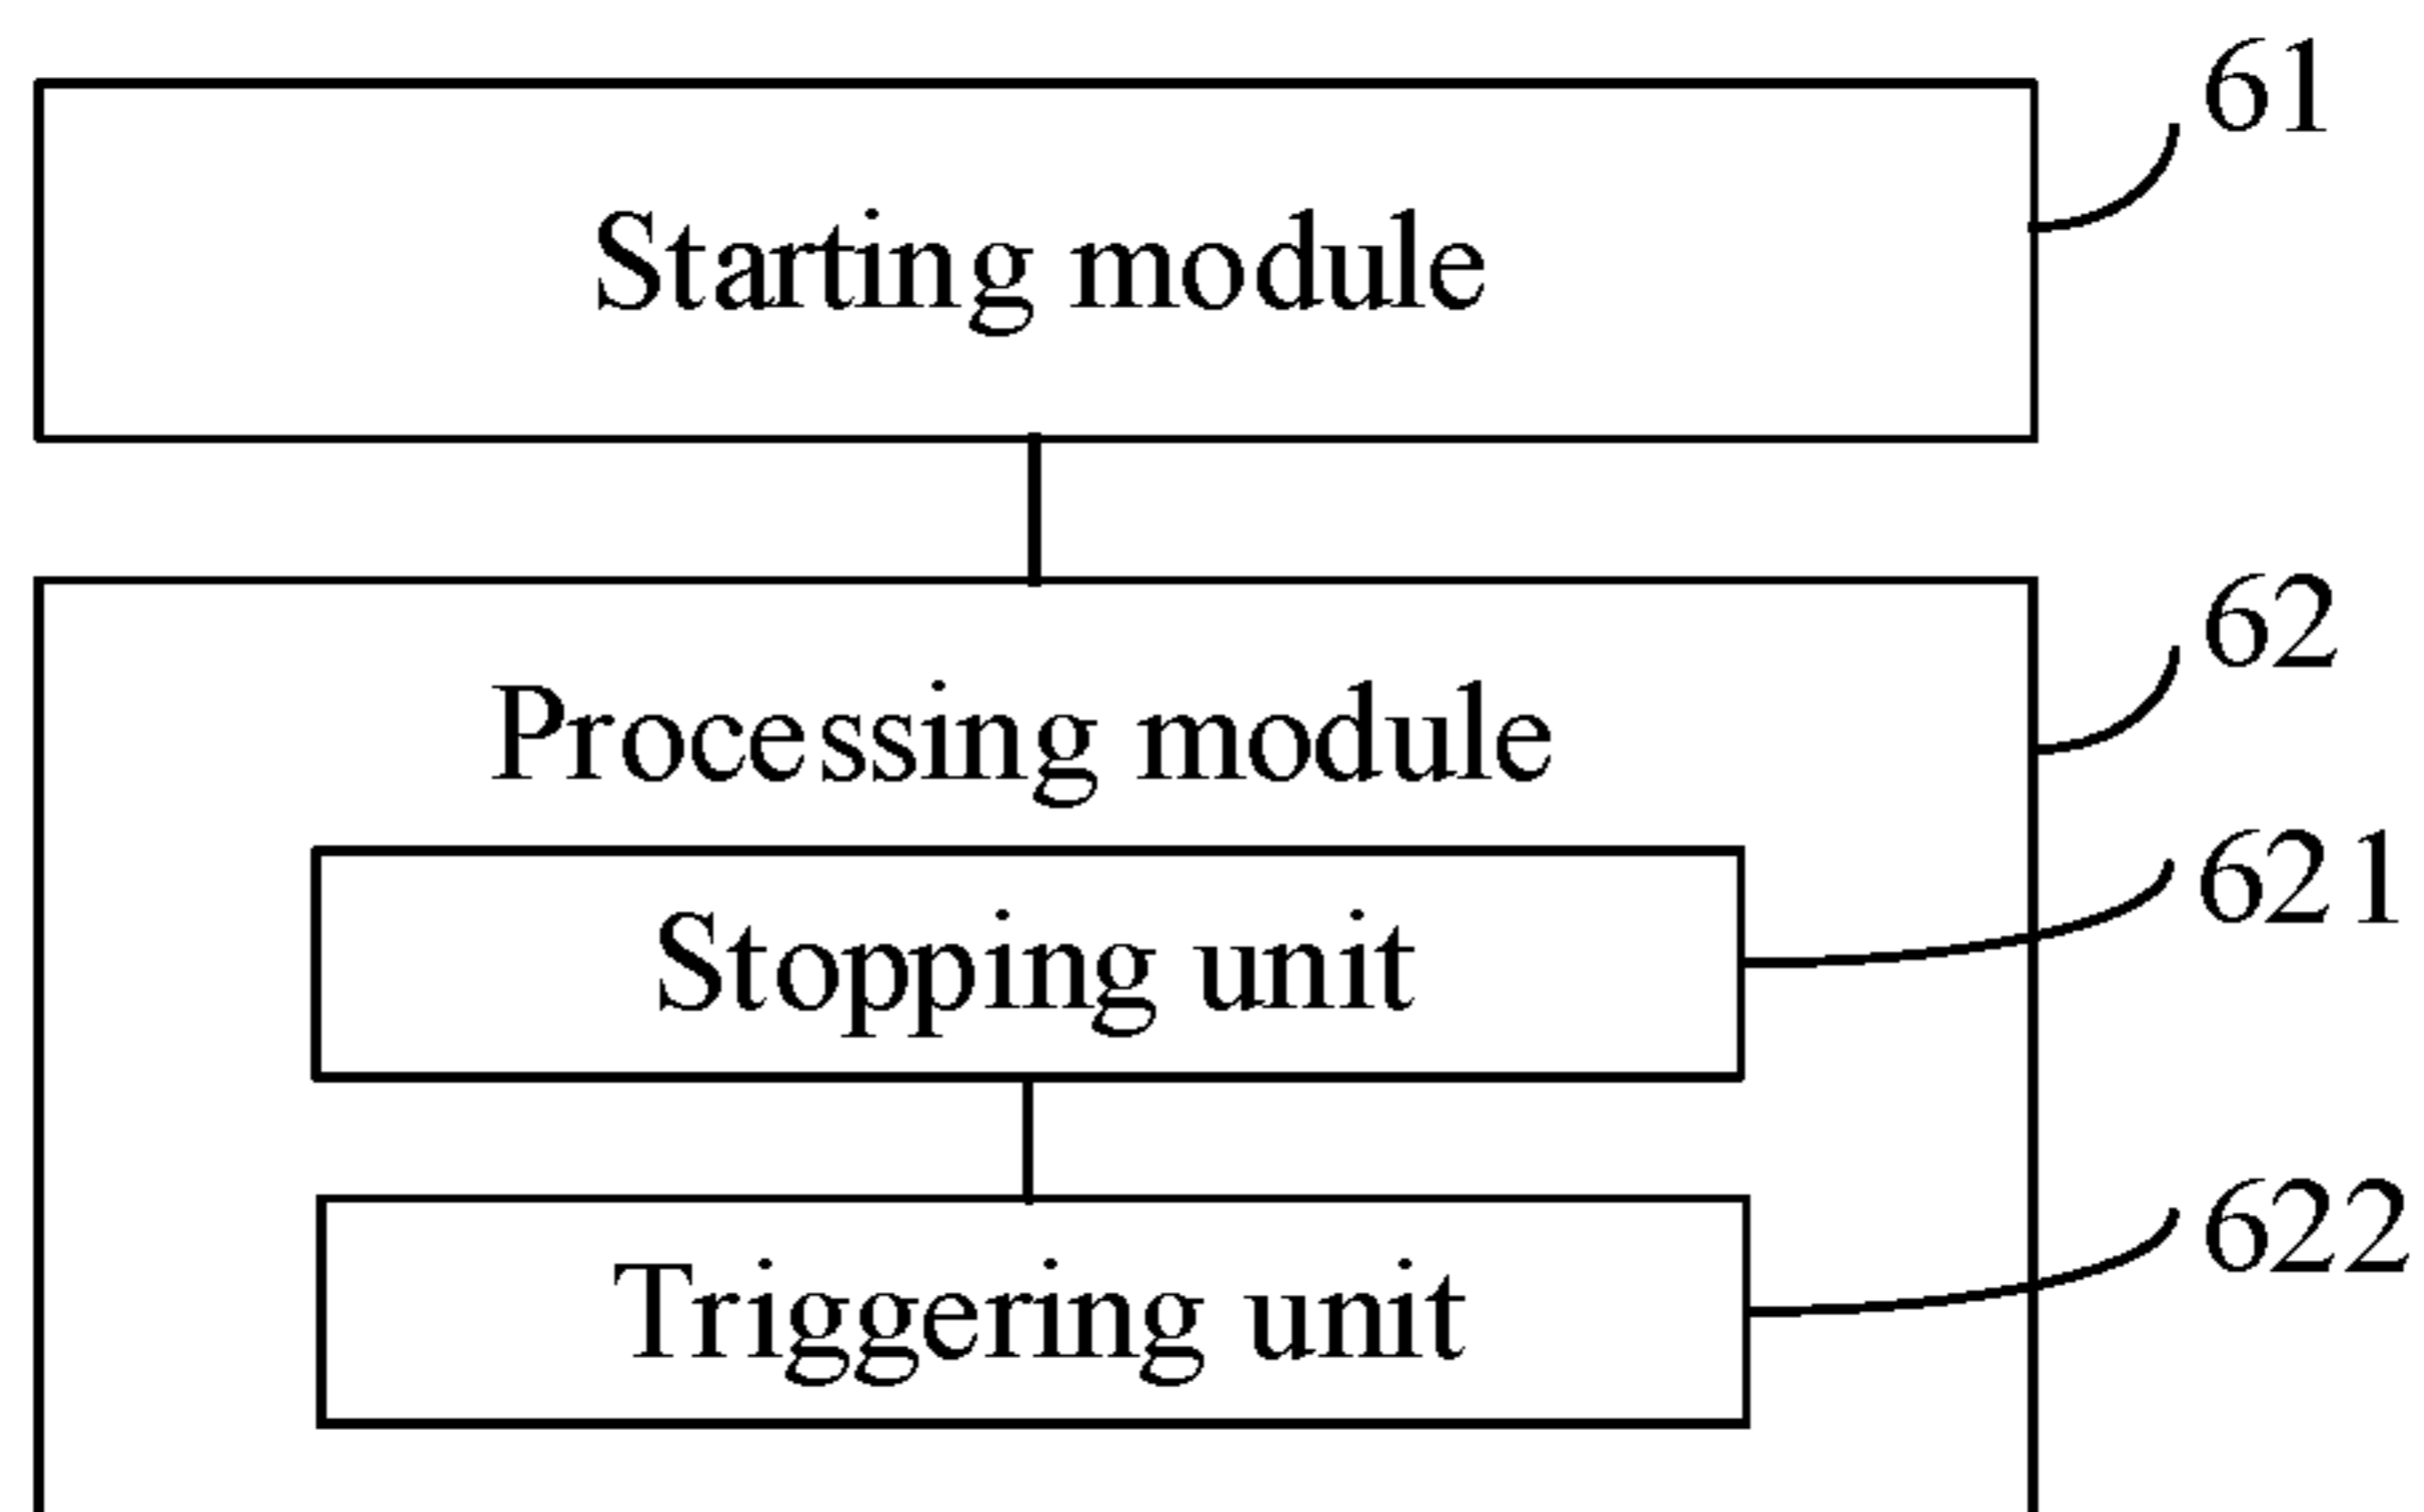 61
Starting module
62
Processing module
621
Stopping unit
622
Triggering unit